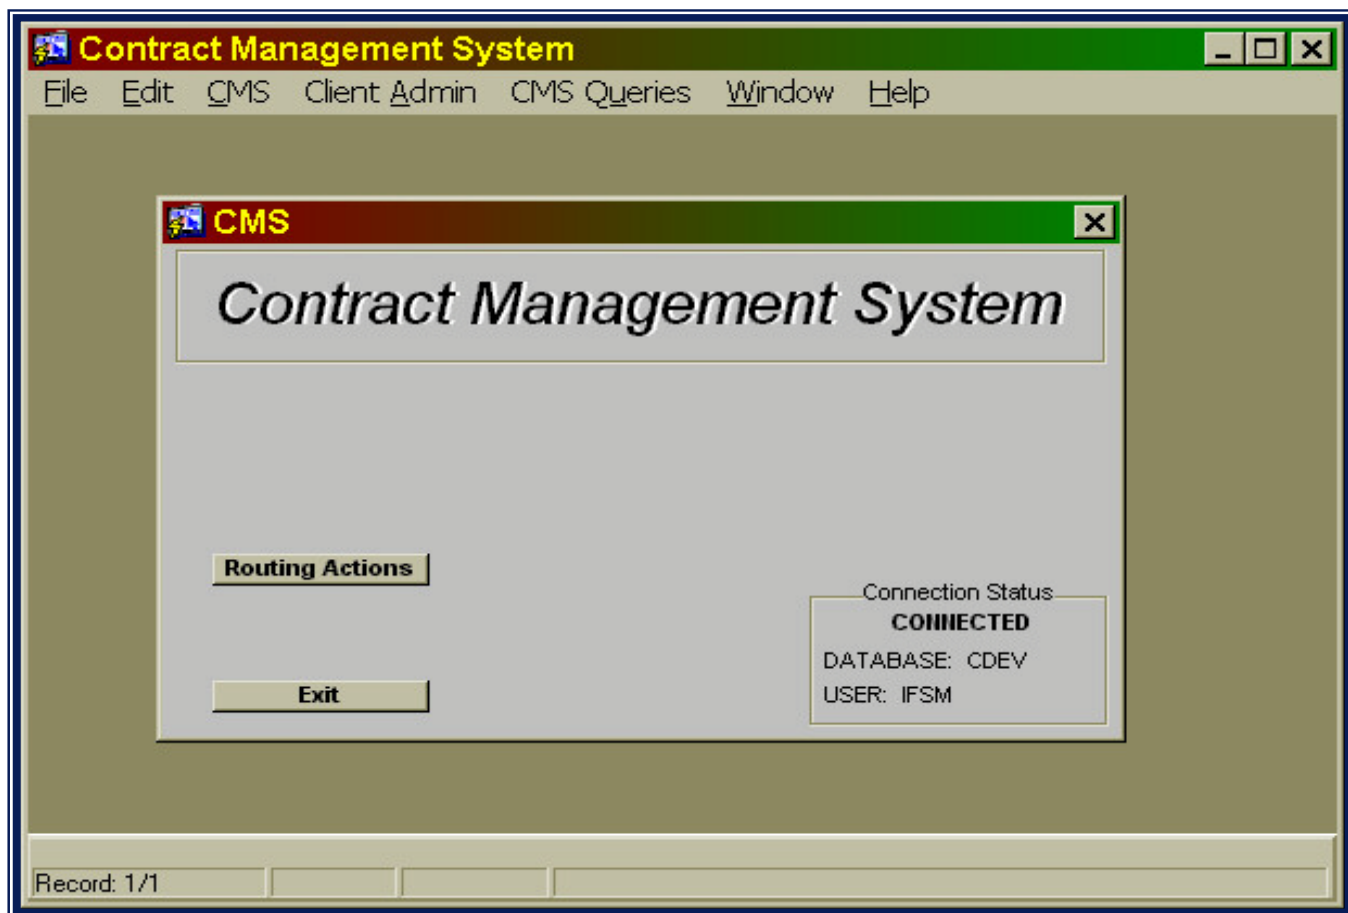 Contract Management System
File Edit CMS Client Admin CMS Queries Window Help
CMS
Contract Management System
Routing Actions
Connection Status
CONNECTED
DATABASE: CDEV
USER: IFSM
Exit
Record: 1/1